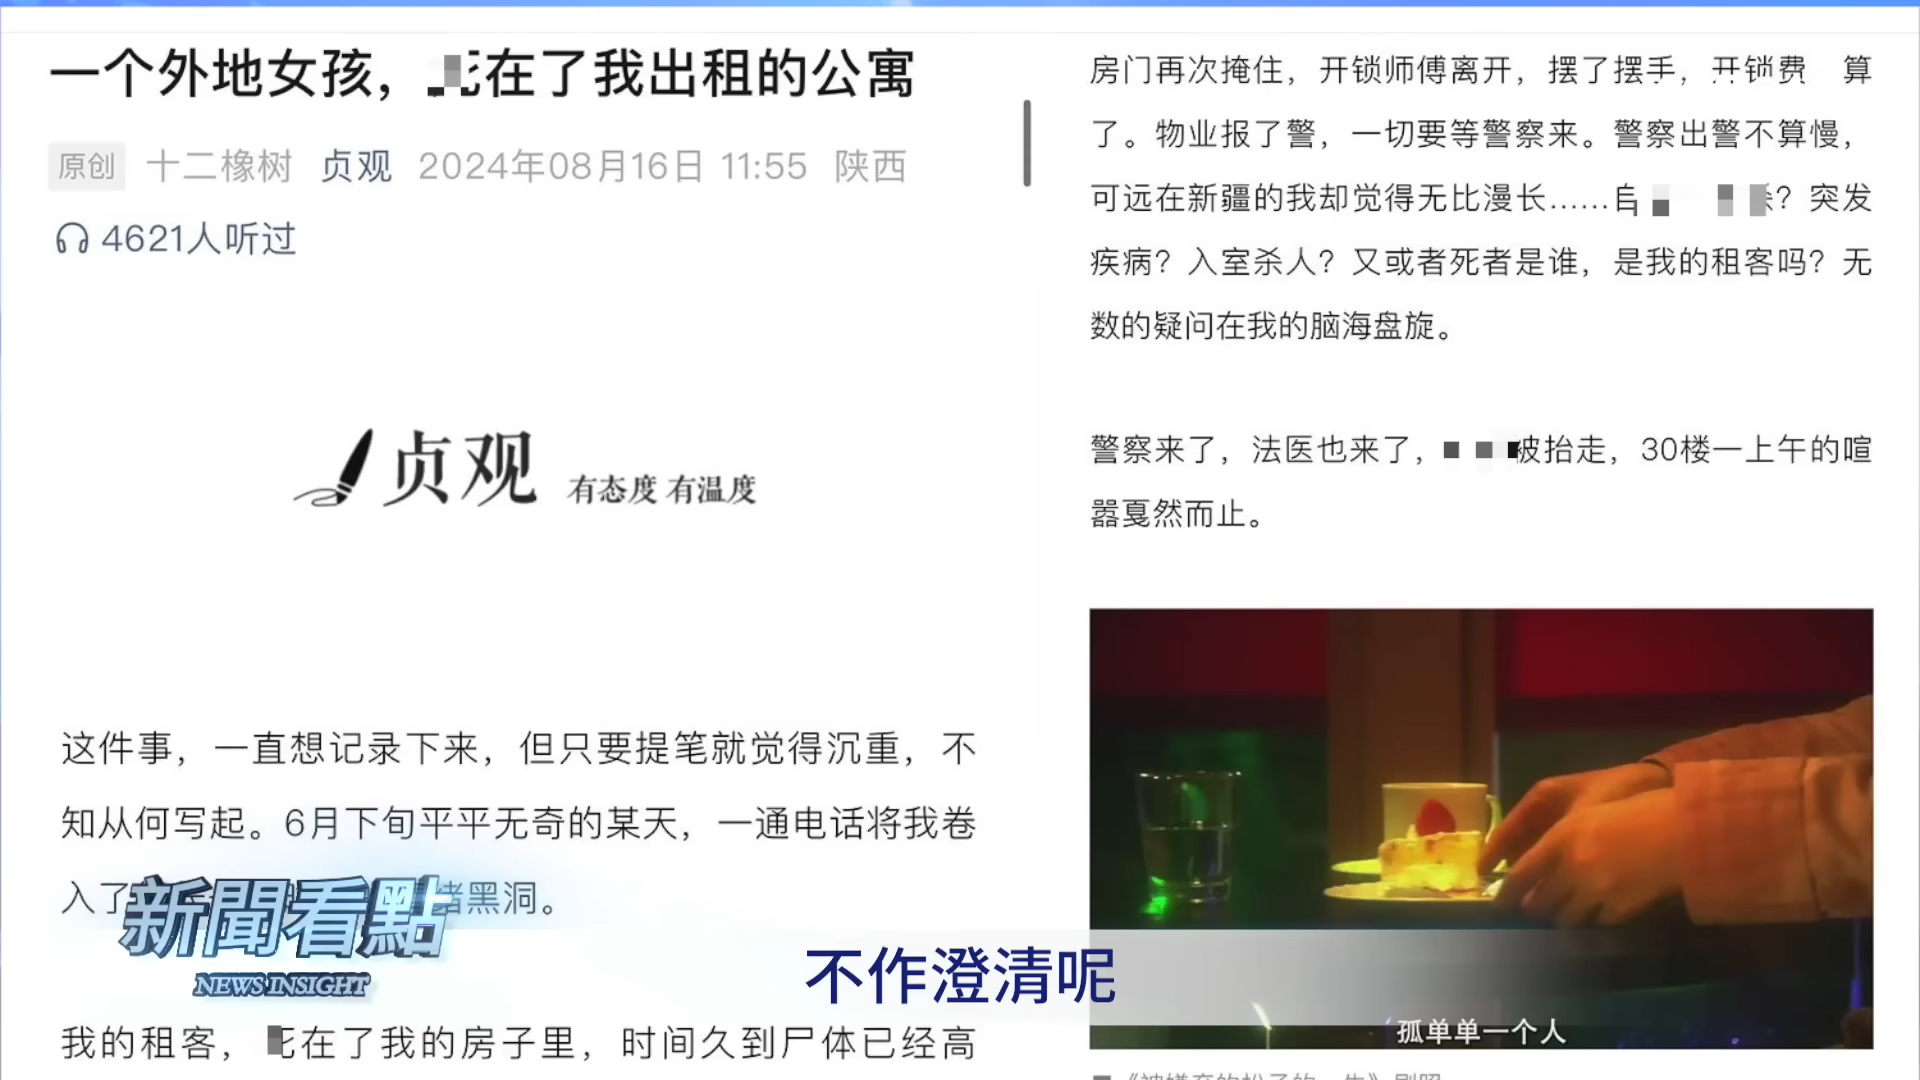 一个外地女孩，在了我出租的公寓
原创 十二橡树 贞观 2024年08月16日 11:55 陕西
4621人听过
贞观 有态度 有温度
这件事，一直想记录下来，但只要提笔就觉得沉重，不
知从何写起。6月下旬平平无奇的某天，一通电话将我卷
入了 绪黑洞。
我的租客，在了我的房子里，时间久到尸体已经高
房门再次掩住，开锁师傅离开，摆了摆手，开锁费 算
了。物业报了警，一切要等警察来。警察出警不算慢，
可远在新疆的我却觉得无比漫长……自 ？突发
疾病？入室杀人？又或者死者是谁，是我的租客吗？无
数的疑问在我的脑海盘旋。
警察来了，法医也来了，被抬走，30楼一上午的喧
嚣戛然而止。
孤单单一个人
新聞看點
NEWS INSIGHT
不作澄清呢